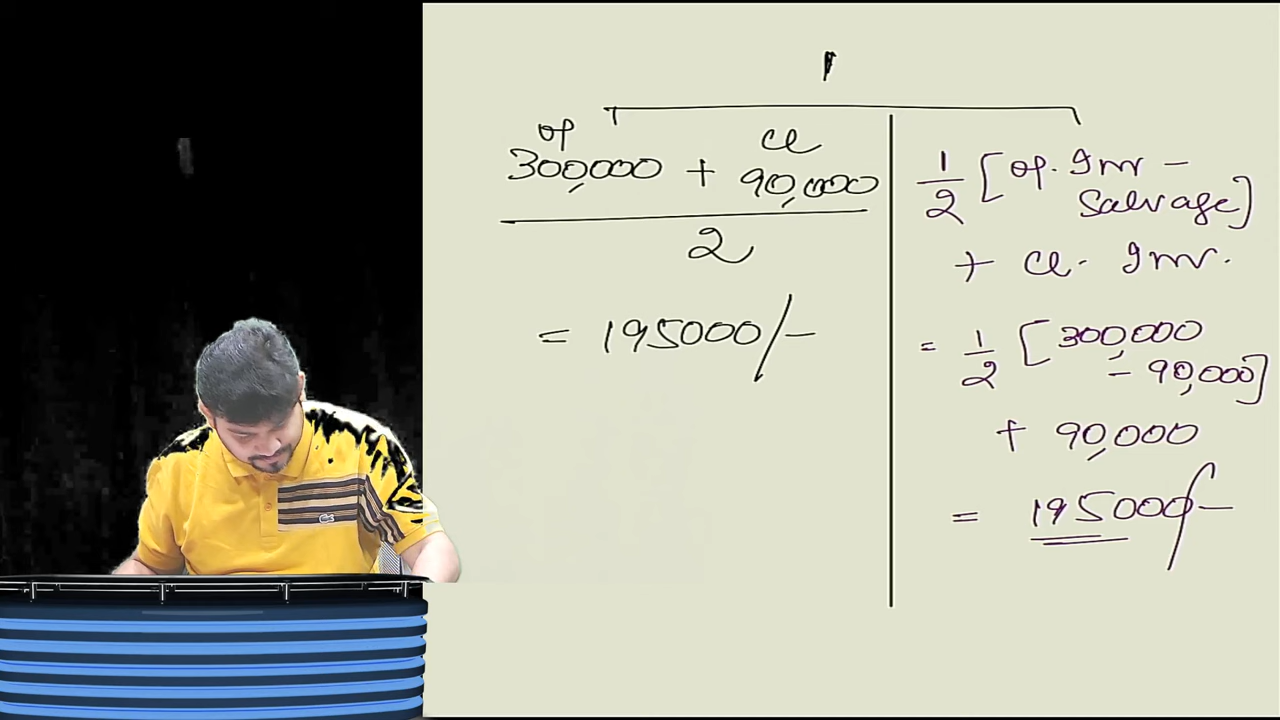 op cl
300,000 + 90,000
2
= 195000/-
1/2 [op. Inv -
Salvage]
+ cl. Inv.
= 1/2 [300,000
- 90,000]
+ 90,000
= 195000/-